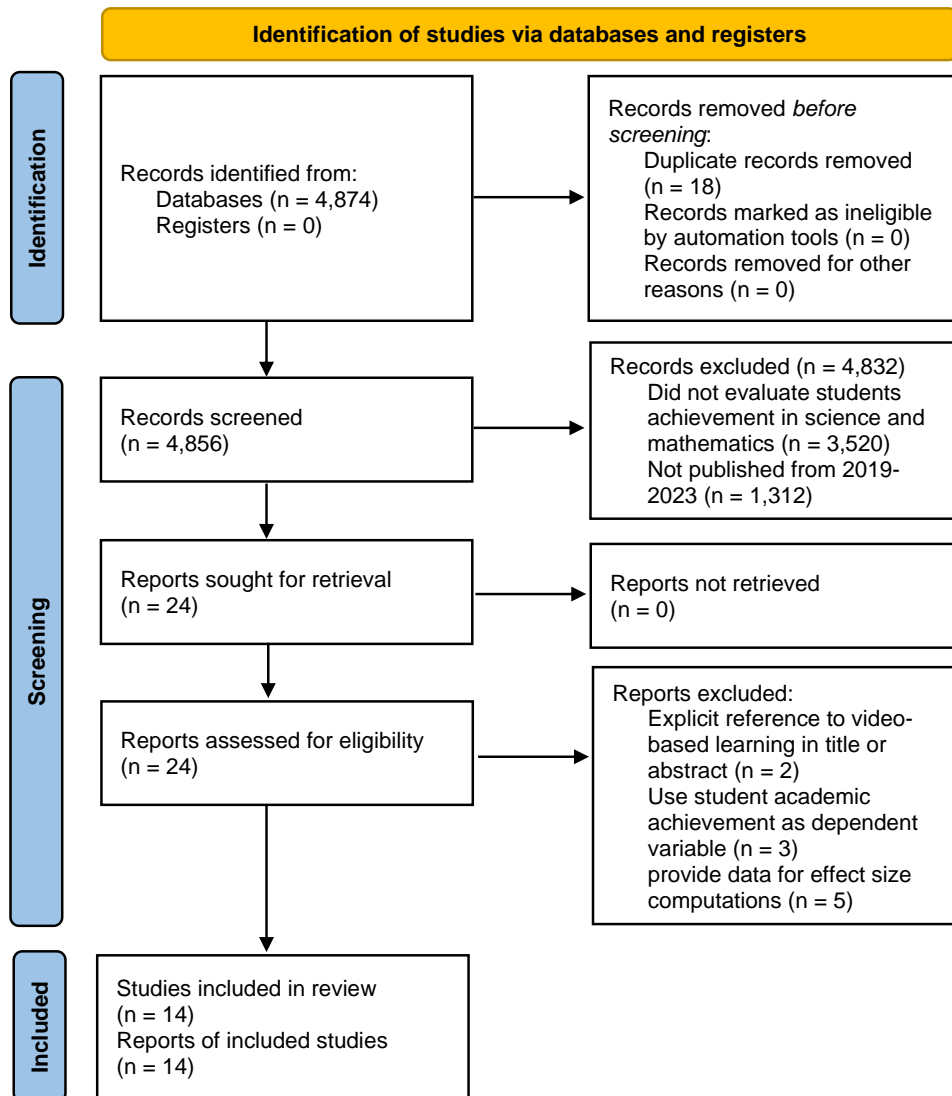 Identification of studies via databases and registers
Identification
Records identified from:
Databases (n = 4,874)
Registers (n = 0)
Records removed before
screening:
Duplicate records removed
(n = 18)
Records marked as ineligible
by automation tools (n = 0)
Records removed for other
reasons (n = 0)
Screening
Records screened
(n = 4,856)
Records excluded (n = 4,832)
Did not evaluate students
achievement in science and
mathematics (n = 3,520)
Not published from 2019-
2023 (n = 1,312)
Reports sought for retrieval
(n = 24)
Reports not retrieved
(n = 0)
Reports assessed for eligibility
(n = 24)
Reports excluded:
Explicit reference to video-
based learning in title or
abstract (n = 2)
Use student academic
achievement as dependent
variable (n = 3)
provide data for effect size
computations (n = 5)
Included
Studies included in review
(n = 14)
Reports of included studies
(n = 14)